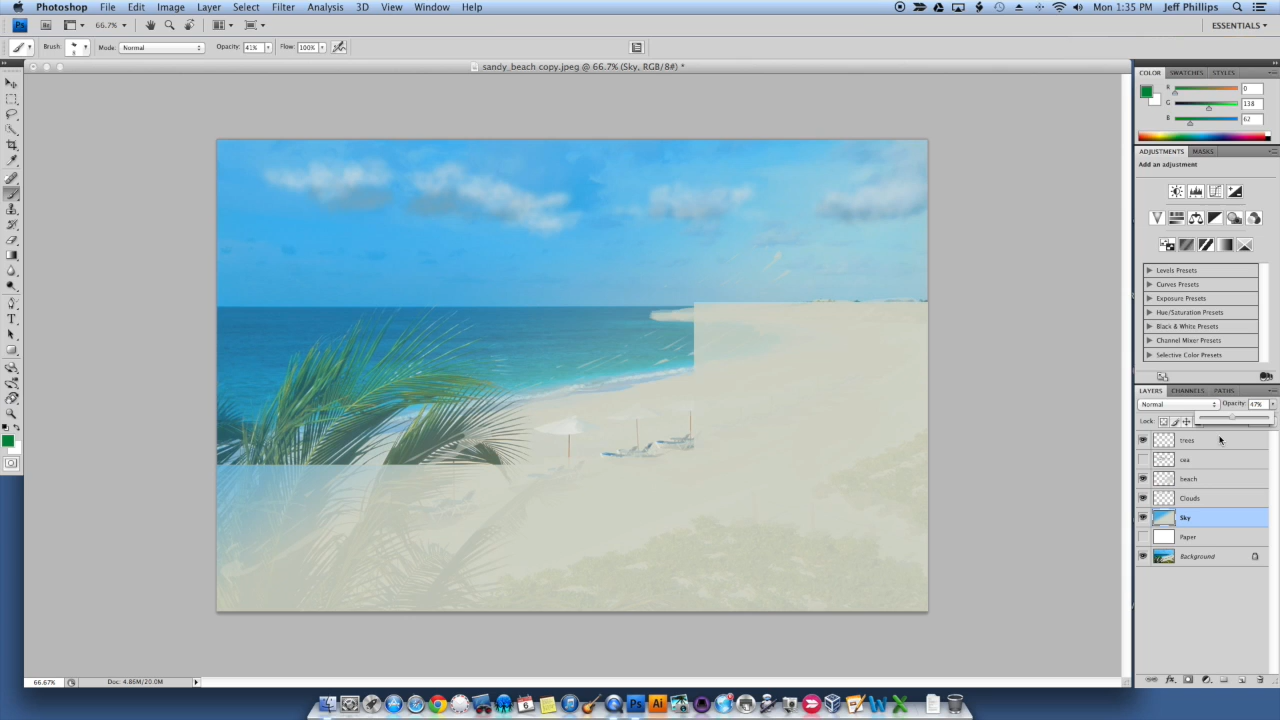 Photoshop File Edit Image Layer Select Filter Analysis 3D View Window Help Mon 1:35 PM Jeff Phillips
Ps Br 66.7% ESSENTIALS
Brush: Mode: Normal Opacity: 41% Flow: 100%
sandy_beach copy.jpeg @ 66.7% (Sky, RGB/8#) *
COLOR SWATCHES STYLES
R 0
G 138
B 62
ADJUSTMENTS MASKS
Add an adjustment
Levels Presets
Curves Presets
Exposure Presets
Hue/Saturation Presets
Black & White Presets
Channel Mixer Presets
Selective Color Presets
LAYERS CHANNELS PATHS
Normal Opacity: 47%
Lock:
trees
sea
beach
Clouds
Sky
Paper
Background
66.67% Doc: 4.86M/20.0M